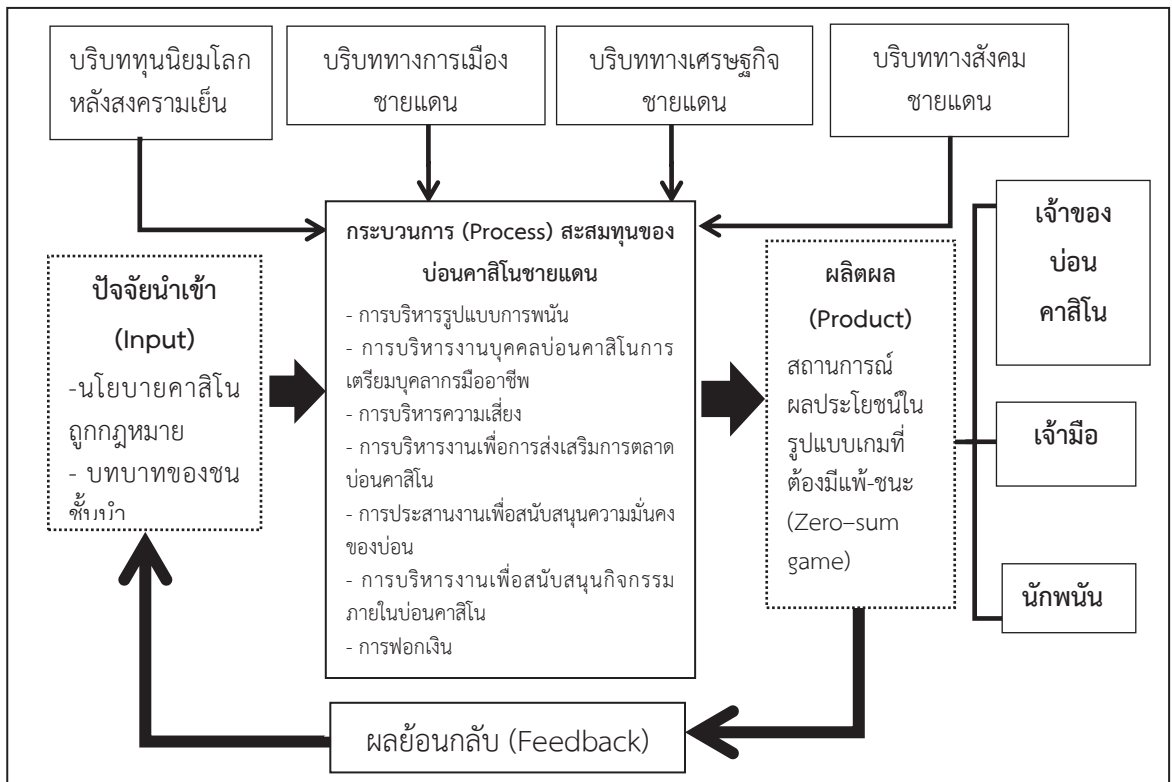 บริบททุนนิยมโลก
หลังสงครามเย็น
บริบททางการเมือง
ชายแดน
บริบททางเศรษฐกิจ
ชายแดน
บริบททางสังคม
ชายแดน
ปัจจัยนำเข้า
(Input)
-นโยบายคาสิโน
ถูกกฎหมาย
- บทบาทของชน
ชั้นนำ
กระบวนการ (Process) สะสมทุนของ
บ่อนคาสิโนชายแดน
- การบริหารรูปแบบการพนัน
- การบริหารงานบุคคลบ่อนคาสิโนการ
เตรียมบุคลากรมืออาชีพ
- การบริหารความเสี่ยง
- การบริหารงานเพื่อการส่งเสริมการตลาด
บ่อนคาสิโน
- การประสานงานเพื่อสนับสนุนความมั่นคง
ของบ่อน
- การบริหารงานเพื่อสนับสนุนกิจกรรม
ภายในบ่อนคาสิโน
- การฟอกเงิน
ผลิตผล
(Product)
สถานการณ์
ผลประโยชน์ใน
รูปแบบเกมที่
ต้องมีแพ้-ชนะ
(Zero–sum
game)
เจ้าของ
บ่อน
คาสิโน
เจ้ามือ
นักพนัน
ผลย้อนกลับ (Feedback)